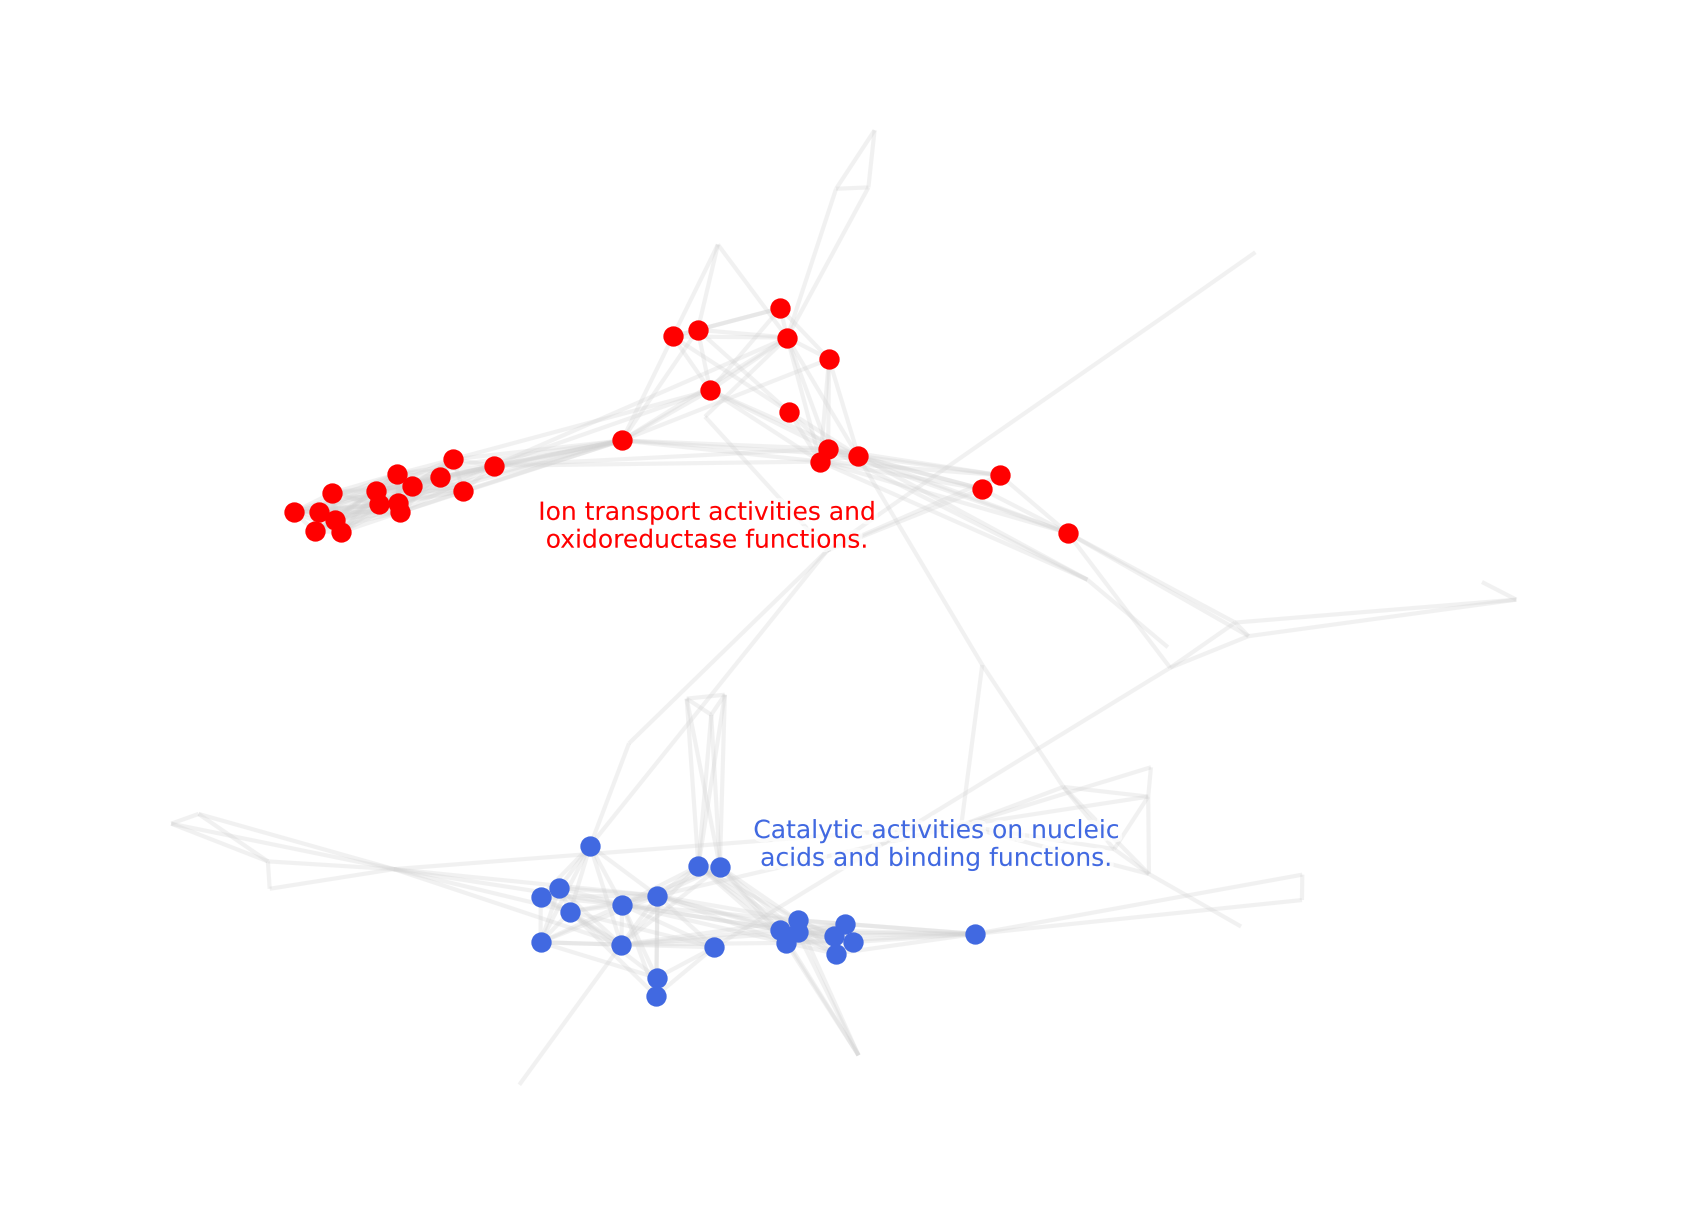 Ion transport activities and
oxidoreductase functions.
Catalytic activities on nucleic
acids and binding functions.